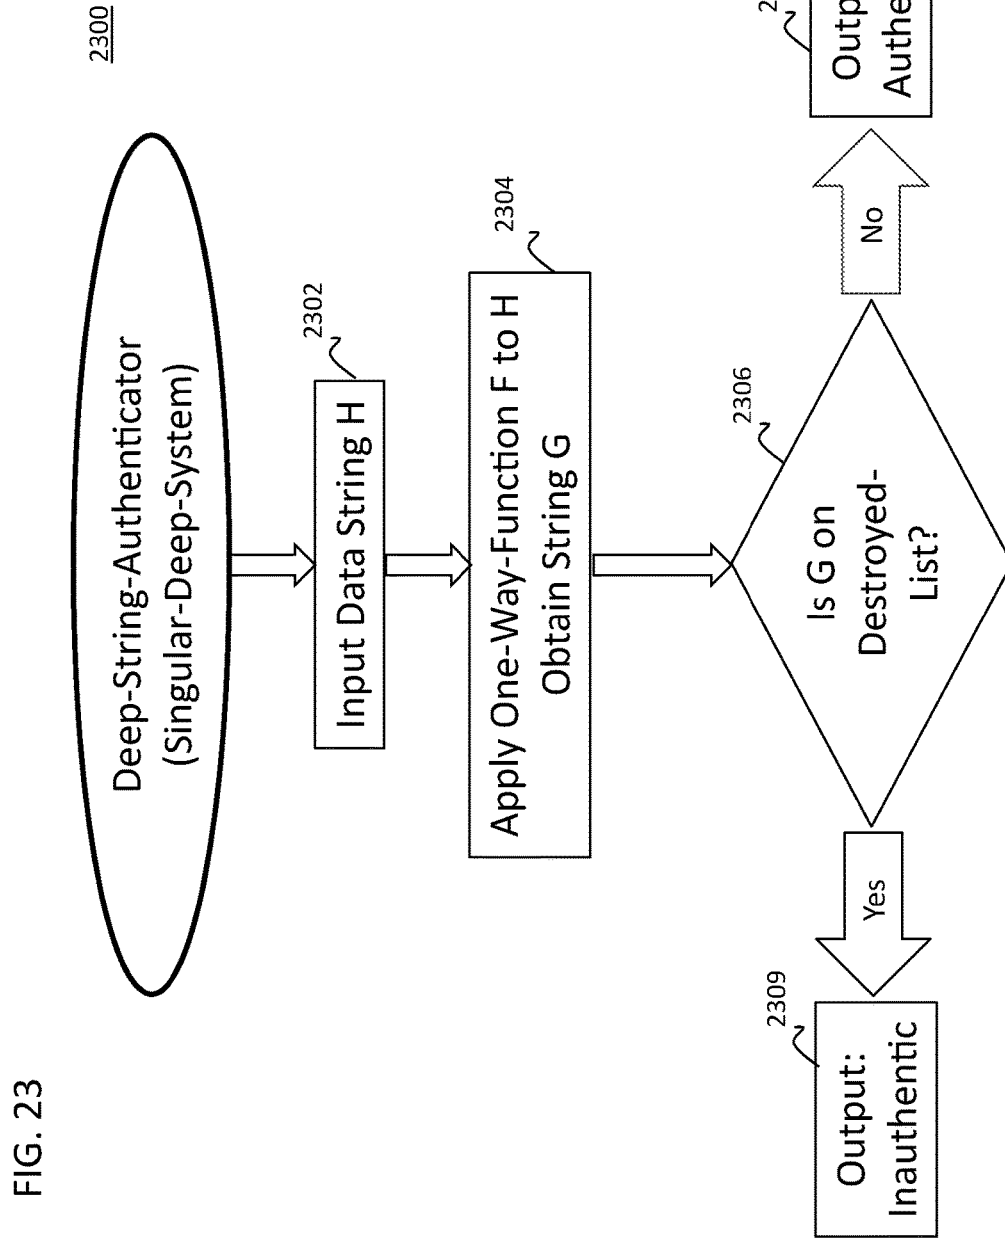 FIG. 23
2300
Deep-String-Authenticator
(Singular-Deep-System)
2302
Input Data String H
2304
Apply One-Way-Function F to H
Obtain String G
2306
Is G on
Destroyed-
List?
Yes
No
2309
Output:
Inauthentic